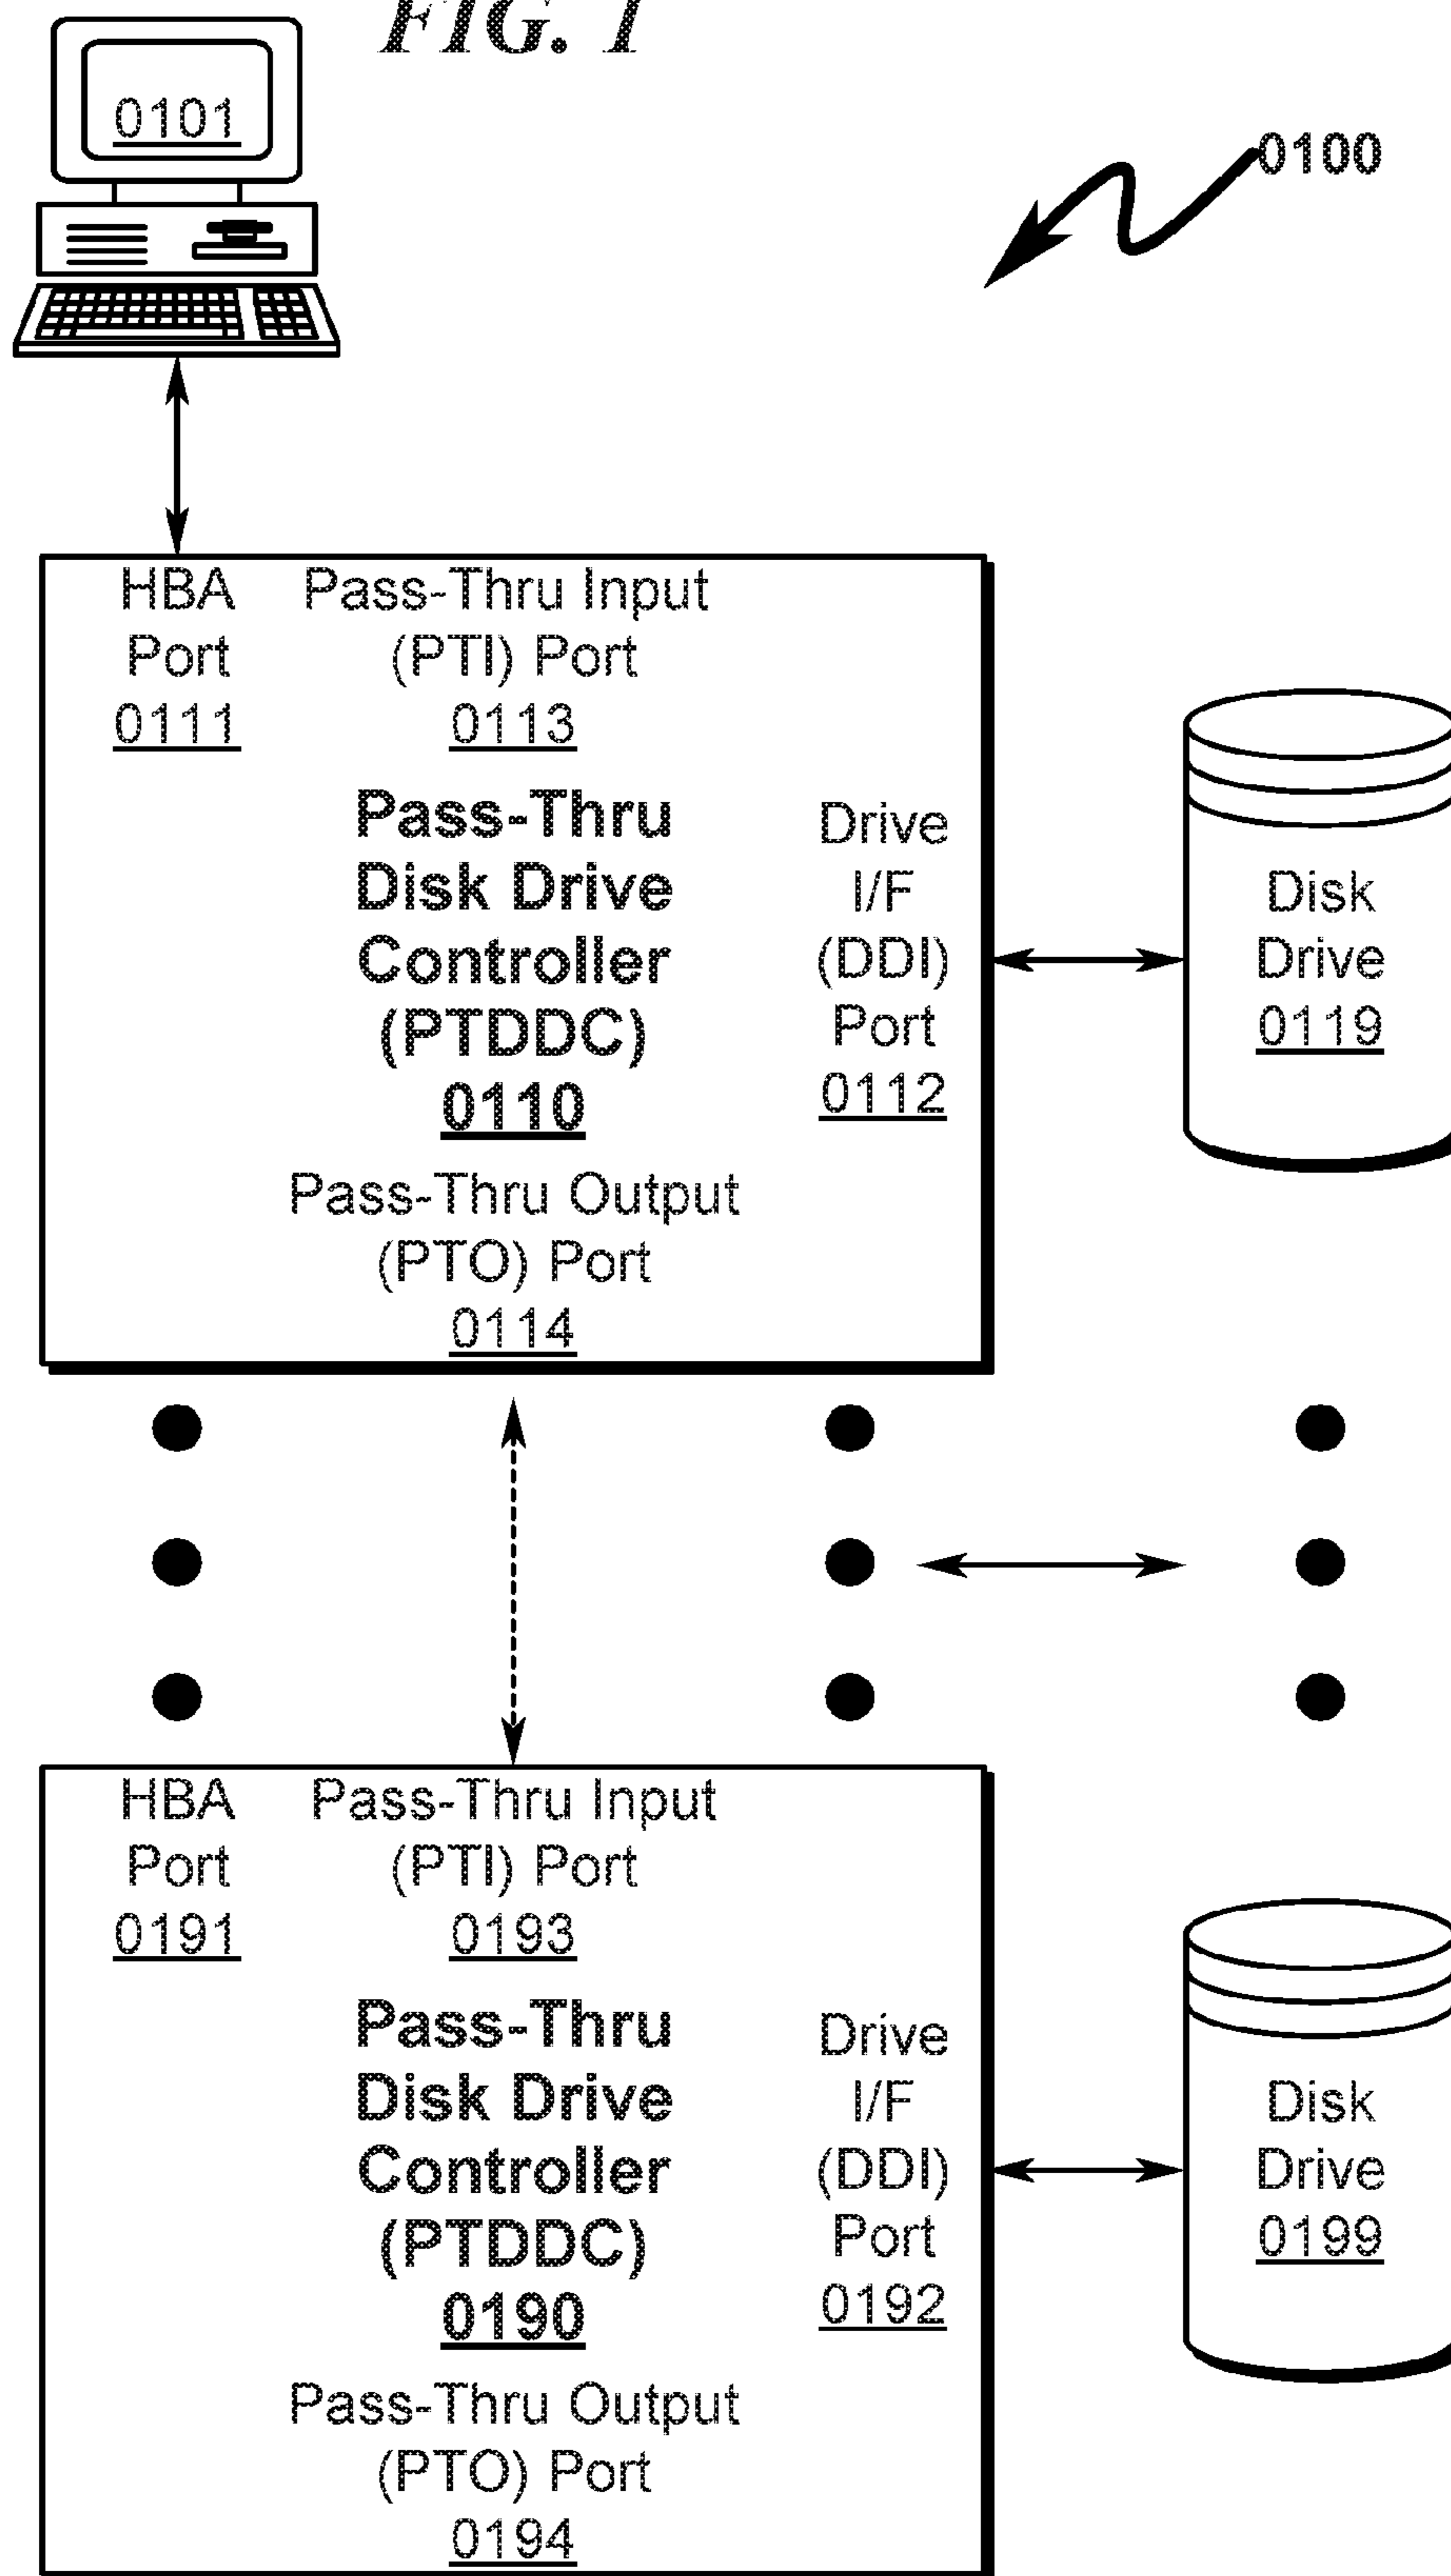 FIG. 1
0101
0100
HBA
Port
0111
Pass-Thru Input
(PTI) Port
0113
Pass-Thru
Disk Drive
Controller
(PTDDC)
0110
Drive
I/F
(DDI)
Port
0112
Disk
Drive
0119
Pass-Thru Output
(PTO) Port
0114
HBA
Port
0191
Pass-Thru Input
(PTI) Port
0193
Pass-Thru
Disk Drive
Controller
(PTDDC)
0190
Drive
I/F
(DDI)
Port
0192
Disk
Drive
0199
Pass-Thru Output
(PTO) Port
0194